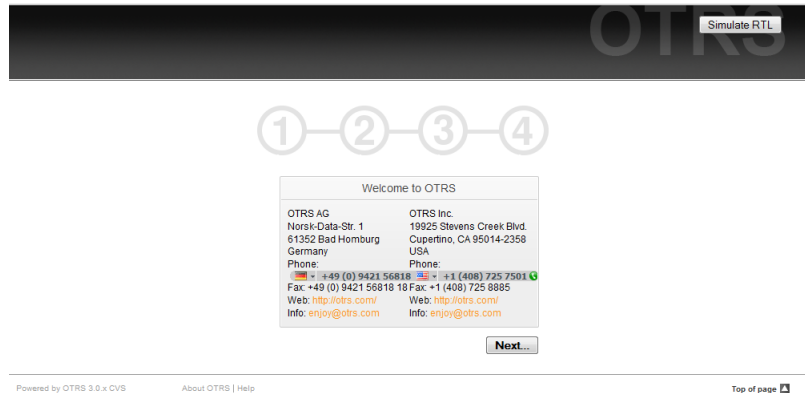 OTRS
Simulate RTL
1 2 3 4
Welcome to OTRS
OTRS AG
Norsk-Data-Str. 1
61352 Bad Homburg
Germany
Phone:
+49 (0) 9421 56818
Fax: +49 (0) 9421 56818 18
Web: http://otrs.com/
Info: enjoy@otrs.com
OTRS Inc.
19925 Stevens Creek Blvd.
Cupertino, CA 95014-2358
USA
Phone:
+1 (408) 725 7501
Fax: +1 (408) 725 8885
Web: http://otrs.com/
Info: enjoy@otrs.com
Next...
Powered by OTRS 3.0.x CVS
About OTRS | Help
Top of page